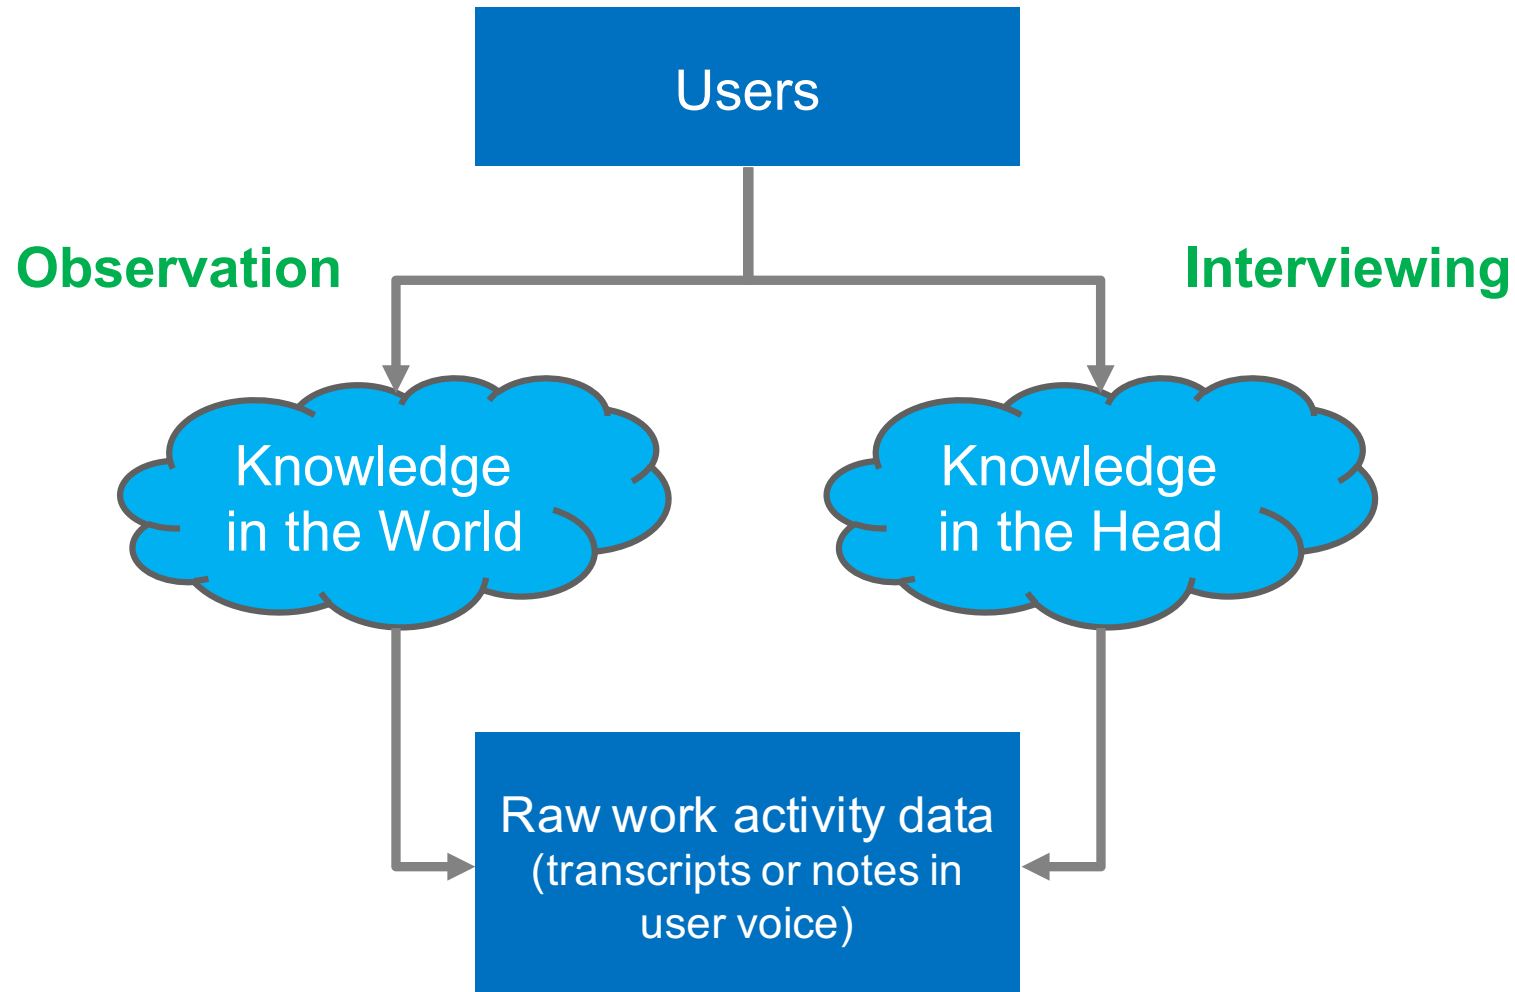 Users
Observation
Interviewing
Knowledge
in the World
Knowledge
in the Head
Raw work activity data
(transcripts or notes in
user voice)